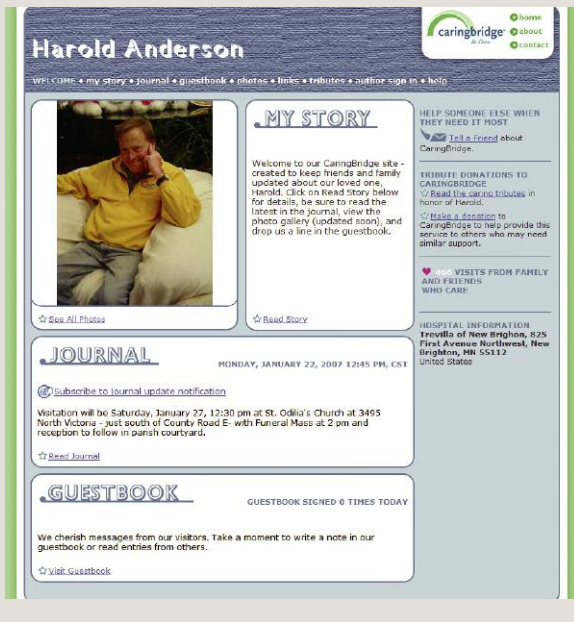 Harold Anderson
caringbridge
home
about
contact
WELCOME • my story • journal • guestbook • photos • links • tributes • author sign in • help
See All Photos
MY STORY
Welcome to our CaringBridge site -
created to keep friends and family
updated about our loved one,
Harold. Click on Read Story below
for details, be sure to read the
latest in the journal, view the
photo gallery (updated soon), and
drop us a line in the guestbook.
Read Story
JOURNAL
MONDAY, JANUARY 22, 2007 12:45 PM, CST
Subscribe to journal update notification
Visitation will be Saturday, January 27, 12:30 pm at St. Odilia's Church at 3495
North Victoria - just south of County Road E- with Funeral Mass at 2 pm and
reception to follow in parish courtyard.
Read Journal
GUESTBOOK
GUESTBOOK SIGNED 0 TIMES TODAY
We cherish messages from our visitors. Take a moment to write a note in our
guestbook or read entries from others.
Visit Guestbook
HELP SOMEONE ELSE WHEN
THEY NEED IT MOST
Tell a Friend about
CaringBridge.
TRIBUTE DONATIONS TO
CARINGBRIDGE
Read the caring tributes in
honor of Harold.
Make a donation to
CaringBridge to help provide this
service to others who may need
similar support.
VISITS FROM FAMILY
AND FRIENDS
WHO CARE
HOSPITAL INFORMATION
Trevilla of New Brighon, 825
First Avenue Northwest, New
Brighton, MN 55112
United States